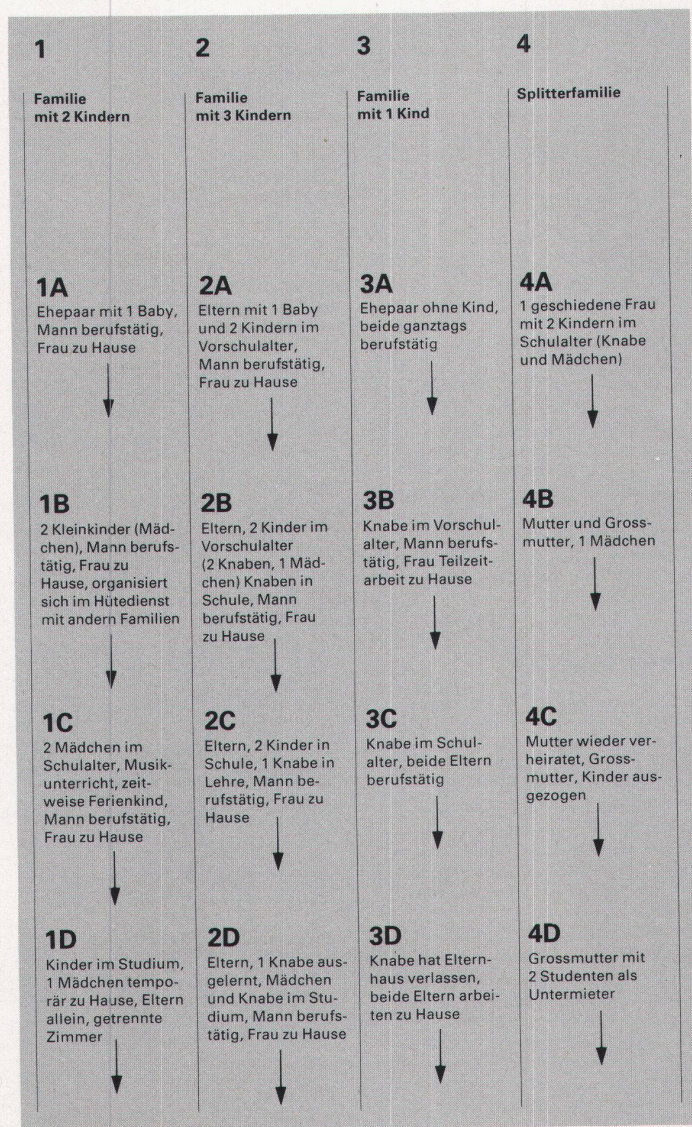 1
Familie
mit 2 Kindern
1A
Ehepaar mit 1 Baby,
Mann berufstätig,
Frau zu Hause
1B
2 Kleinkinder (Mäd-
chen), Mann berufs-
tätig, Frau zu
Hause, organisiert
sich im Hütedienst
mit andern Familien
1C
2 Mädchen im
Schulalter, Musik-
unterricht, zeit-
weise Ferienkind,
Mann berufstätig,
Frau zu Hause
1D
Kinder im Studium,
1 Mädchen tempo-
rär zu Hause, Eltern
allein, getrennte
Zimmer
2
Familie
mit 3 Kindern
2A
Eltern mit 1 Baby
und 2 Kindern im
Vorschulalter,
Mann berufstätig,
Frau zu Hause
2B
Eltern, 2 Kinder im
Vorschulalter
(2 Knaben, 1 Mäd-
chen) Knaben in
Schule, Mann
berufstätig, Frau
zu Hause
2C
Eltern, 2 Kinder in
Schule, 1 Knabe in
Lehre, Mann be-
rufstätig, Frau zu
Hause
2D
Eltern, 1 Knabe aus-
gelernt, Mädchen
und Knabe im Stu-
dium, Mann berufs-
tätig, Frau zu Hause
3
Familie
mit 1 Kind
3A
Ehepaar ohne Kind,
beide ganztags
berufstätig
3B
Knabe im Vorschul-
alter, Mann berufs-
tätig, Frau Teilzeit-
arbeit zu Hause
3C
Knabe im Schul-
alter, beide Eltern
berufstätig
3D
Knabe hat Eltern-
haus verlassen,
beide Eltern arbei-
ten zu Hause
4
Splitterfamilie
4A
1 geschiedene Frau
mit 2 Kindern im
Schulalter (Knabe
und Mädchen)
4B
Mutter und Gross-
mutter, 1 Mädchen
4C
Mutter wieder ver-
heiratet, Gross-
mutter, Kinder aus-
gezogen
4D
Grossmutter mit
2 Studenten als
Untermieter